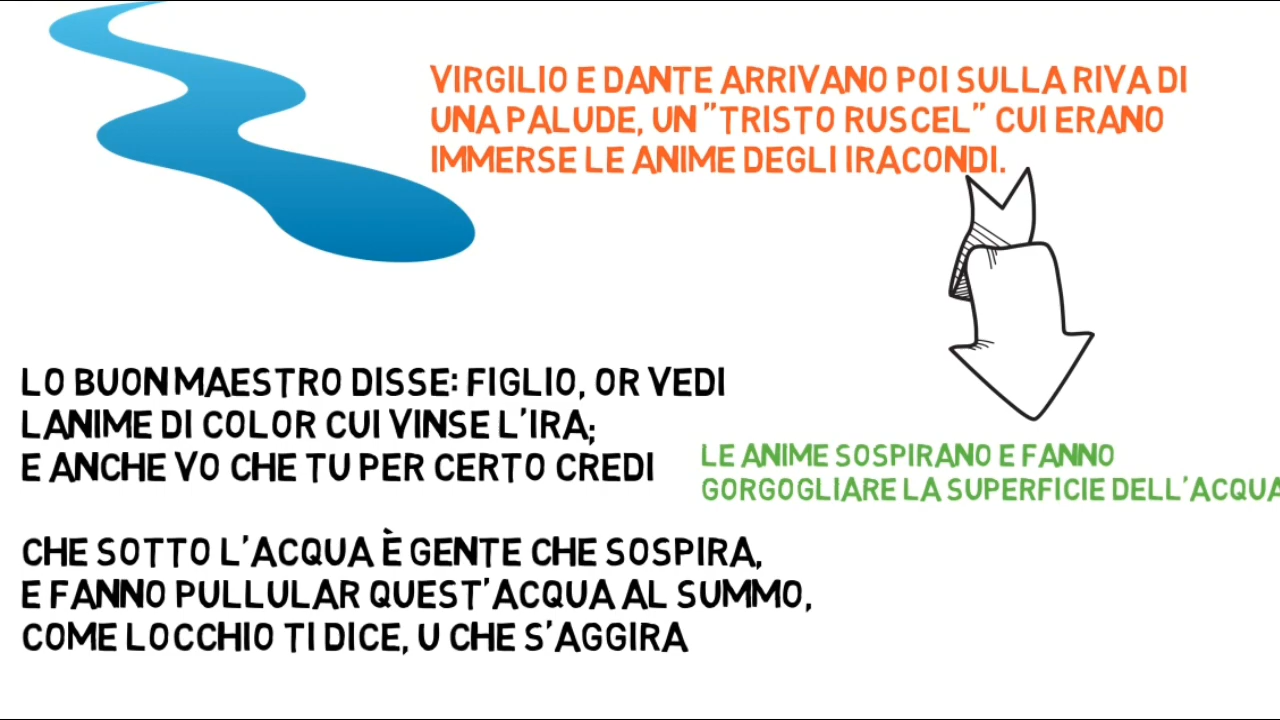 VIRGILIO E DANTE ARRIVANO POI SULLA RIVA DI
UNA PALUDE, UN "TRISTO RUSCEL" CUI ERANO
IMMERSE LE ANIME DEGLI IRACONDI.
LO BUON MAESTRO DISSE: FIGLIO, OR VEDI
LANIME DI COLOR CUI VINSE L'IRA;
E ANCHE VO CHE TU PER CERTO CREDI
LE ANIME SOSPIRANO E FANNO
GORGOGLIARE LA SUPERFICIE DELL'ACQUA
CHE SOTTO L'ACQUA È GENTE CHE SOSPIRA,
E FANNO PULLULAR QUEST'ACQUA AL SUMMO,
COME LOCCHIO TI DICE, U CHE S'AGGIRA